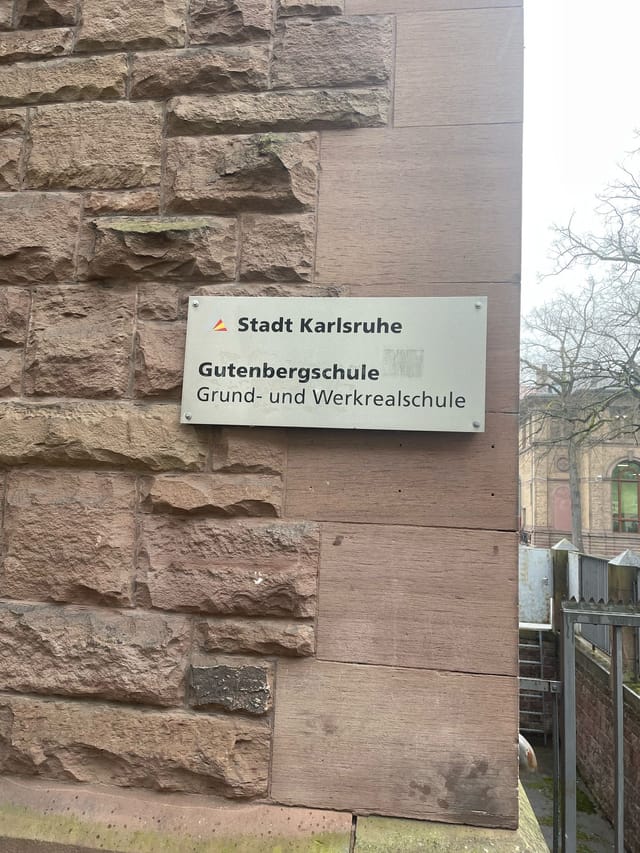 Stadt Karlsruhe
Gutenbergschule
Grund- und Werkrealschule